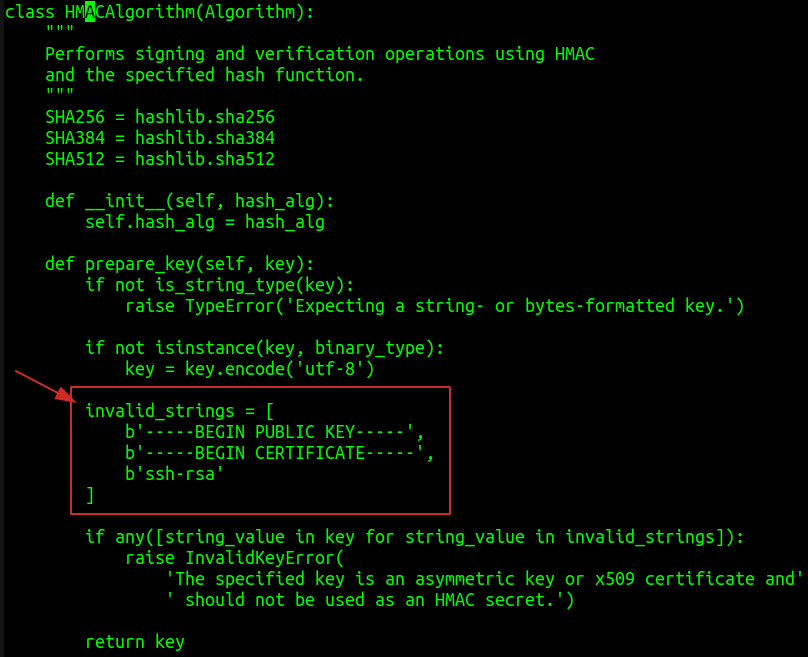 class HMACAlgorithm(Algorithm):
    """
    Performs signing and verification operations using HMAC
    and the specified hash function.
    """
    SHA256 = hashlib.sha256
    SHA384 = hashlib.sha384
    SHA512 = hashlib.sha512

    def __init__(self, hash_alg):
        self.hash_alg = hash_alg

    def prepare_key(self, key):
        if not is_string_type(key):
            raise TypeError('Expecting a string- or bytes-formatted key.')

        if not isinstance(key, binary_type):
            key = key.encode('utf-8')

        invalid_strings = [
            b'-----BEGIN PUBLIC KEY-----',
            b'-----BEGIN CERTIFICATE-----',
            b'ssh-rsa'
        ]

        if any([string_value in key for string_value in invalid_strings]):
            raise InvalidKeyError(
                'The specified key is an asymmetric key or x509 certificate and'
                ' should not be used as an HMAC secret.')

        return key